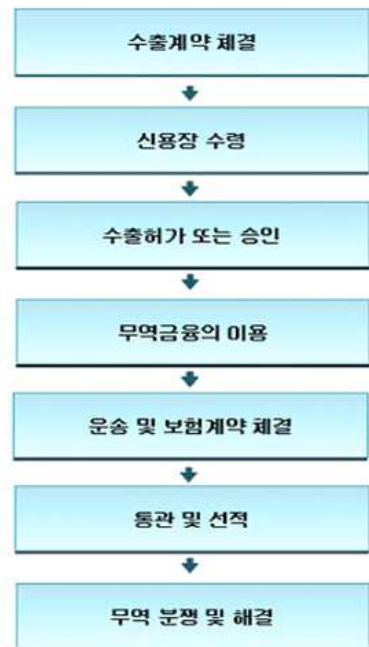 수출계약 체결
신용장 수령
수출허가 또는 승인
무역금융의 이용
운송 및 보험계약 체결
통관 및 선적
무역 분쟁 및 해결